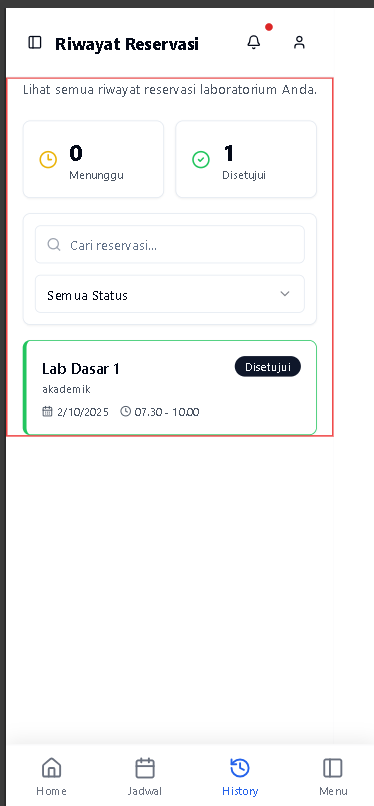 Riwayat Reservasi
Lihat semua riwayat reservasi laboratorium Anda.
0
Menunggu
1
Disetujui
Cari reservasi...
Semua Status
Lab Dasar 1
Disetujui
akademik
2/10/2025 07.30 - 10.00
Home Jadwal History Menu